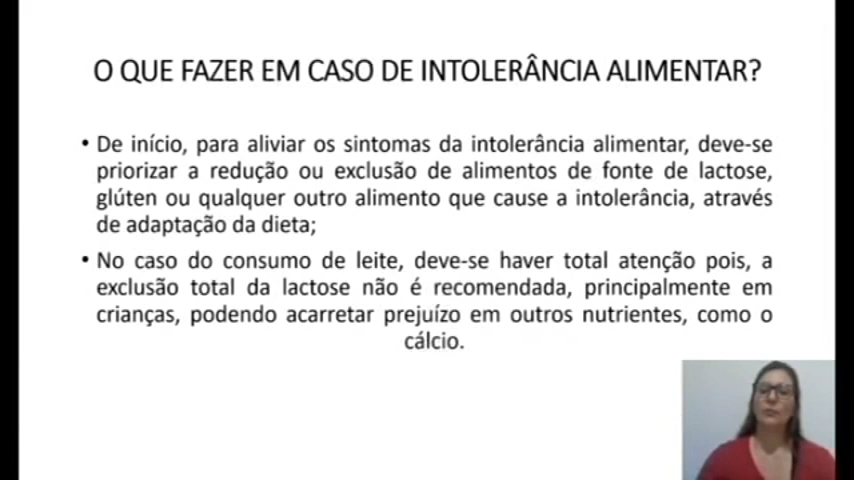 O QUE FAZER EM CASO DE INTOLERÂNCIA ALIMENTAR?
• De início, para aliviar os sintomas da intolerância alimentar, deve-se
priorizar a redução ou exclusão de alimentos de fonte de lactose,
glúten ou qualquer outro alimento que cause a intolerância, através
de adaptação da dieta;
• No caso do consumo de leite, deve-se haver total atenção pois, a
exclusão total da lactose não é recomendada, principalmente em
crianças, podendo acarretar prejuízo em outros nutrientes, como o
cálcio.